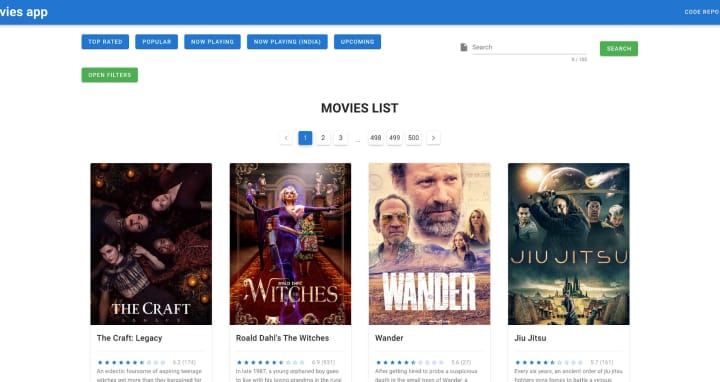 vies app
CODE REPO
TOP RATED
POPULAR
NOW PLAYING
NOW PLAYING (INDIA)
UPCOMING
Search
0 / 100
SEARCH
OPEN FILTERS
MOVIES LIST
< 1 2 3 ... 498 499 500 >
THE CRAFT
LEGACY
ROALD DAHL'S THE
WITCHES
WANDER
JIU JITSU
The Craft: Legacy
Roald Dahl's The Witches
Wander
Jiu Jitsu
6.2 (174)
6.9 (931)
5.6 (27)
5.7 (161)
An eclectic foursome of aspiring teenage
witches get more than they bargained for
In late 1967, a young orphaned boy goes
to live with his loving grandma in the rural
After getting hired to probe a suspicious
death in the small town of Wander, a
Every six years, an ancient order of jiu-jitsu
fighters joins forces to battle a vicious